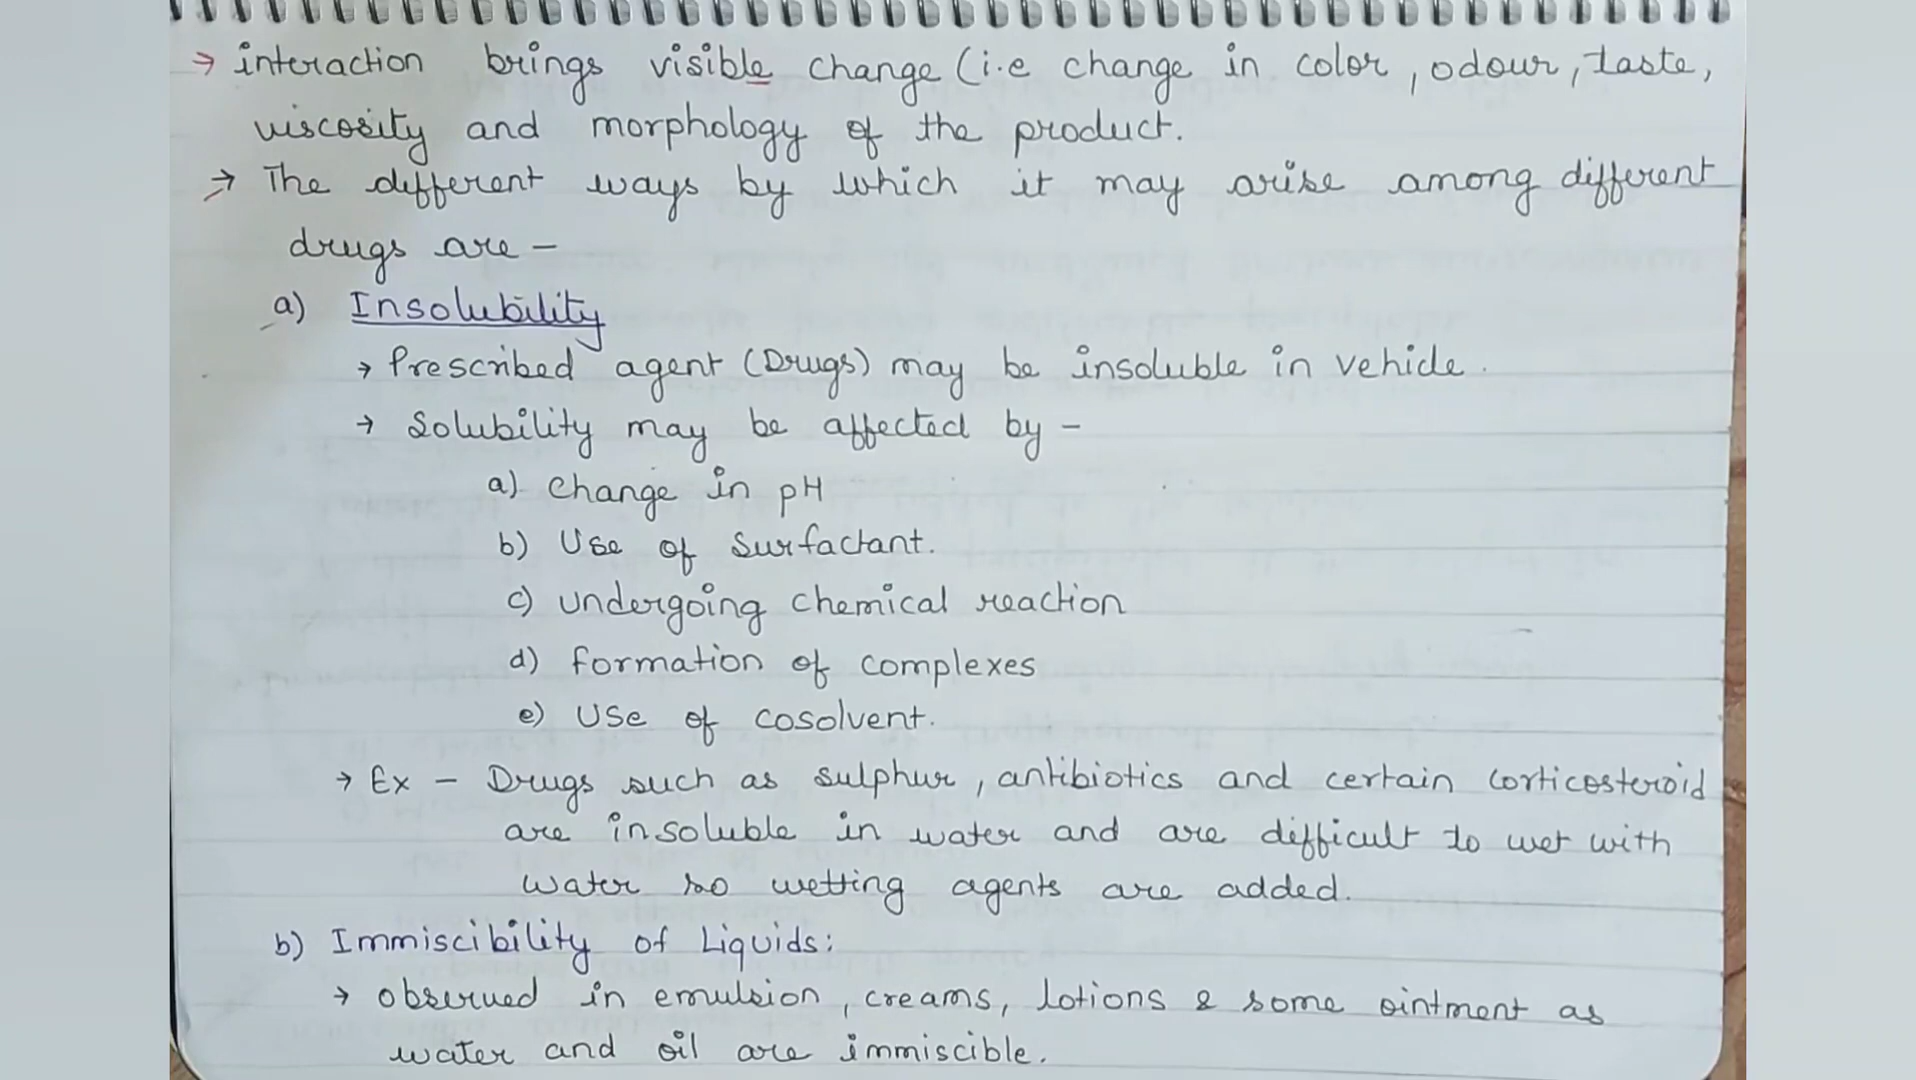 → interaction brings visible change (i.e change in color, odour, taste,
viscosity and morphology of the product.
→ The different ways by which it may arise among different
drugs are -
a) Insolubility
→ Prescribed agent (Drugs) may be insoluble in vehicle.
→ Solubility may be affected by -
a) change in pH
b) Use of Surfactant.
c) undergoing chemical reaction
d) formation of complexes
e) Use of cosolvent.
→ Ex - Drugs such as sulphur, antibiotics and certain corticosteroid
are insoluble in water and are difficult to wet with
water so wetting agents are added.
b) Immiscibility of Liquids:
→ observed in emulsion, creams, lotions & some ointment as
water and oil are immiscible.